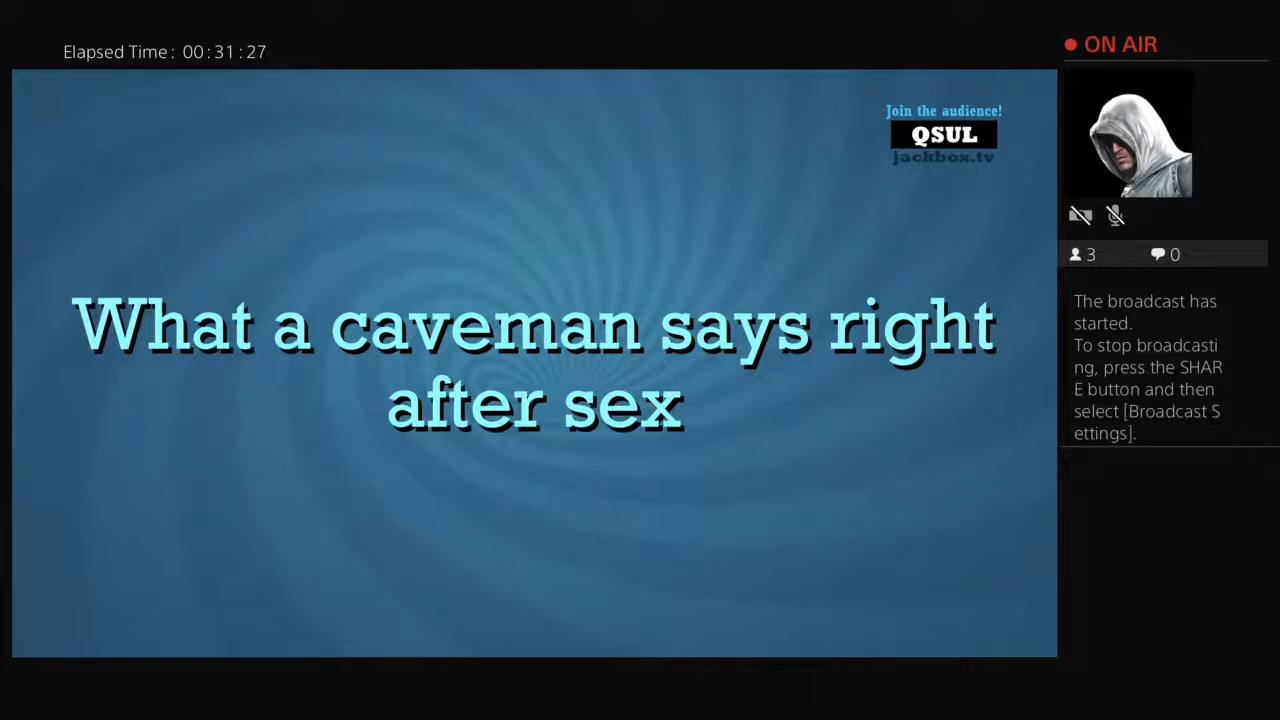 Elapsed Time: 00:31:27
ON AIR
Join the audience!
QSUL
jackbox.tv
What a caveman says right
after sex
3
0
The broadcast has
started.
To stop broadcasti
ng, press the SHAR
E button and then
select [Broadcast S
ettings].